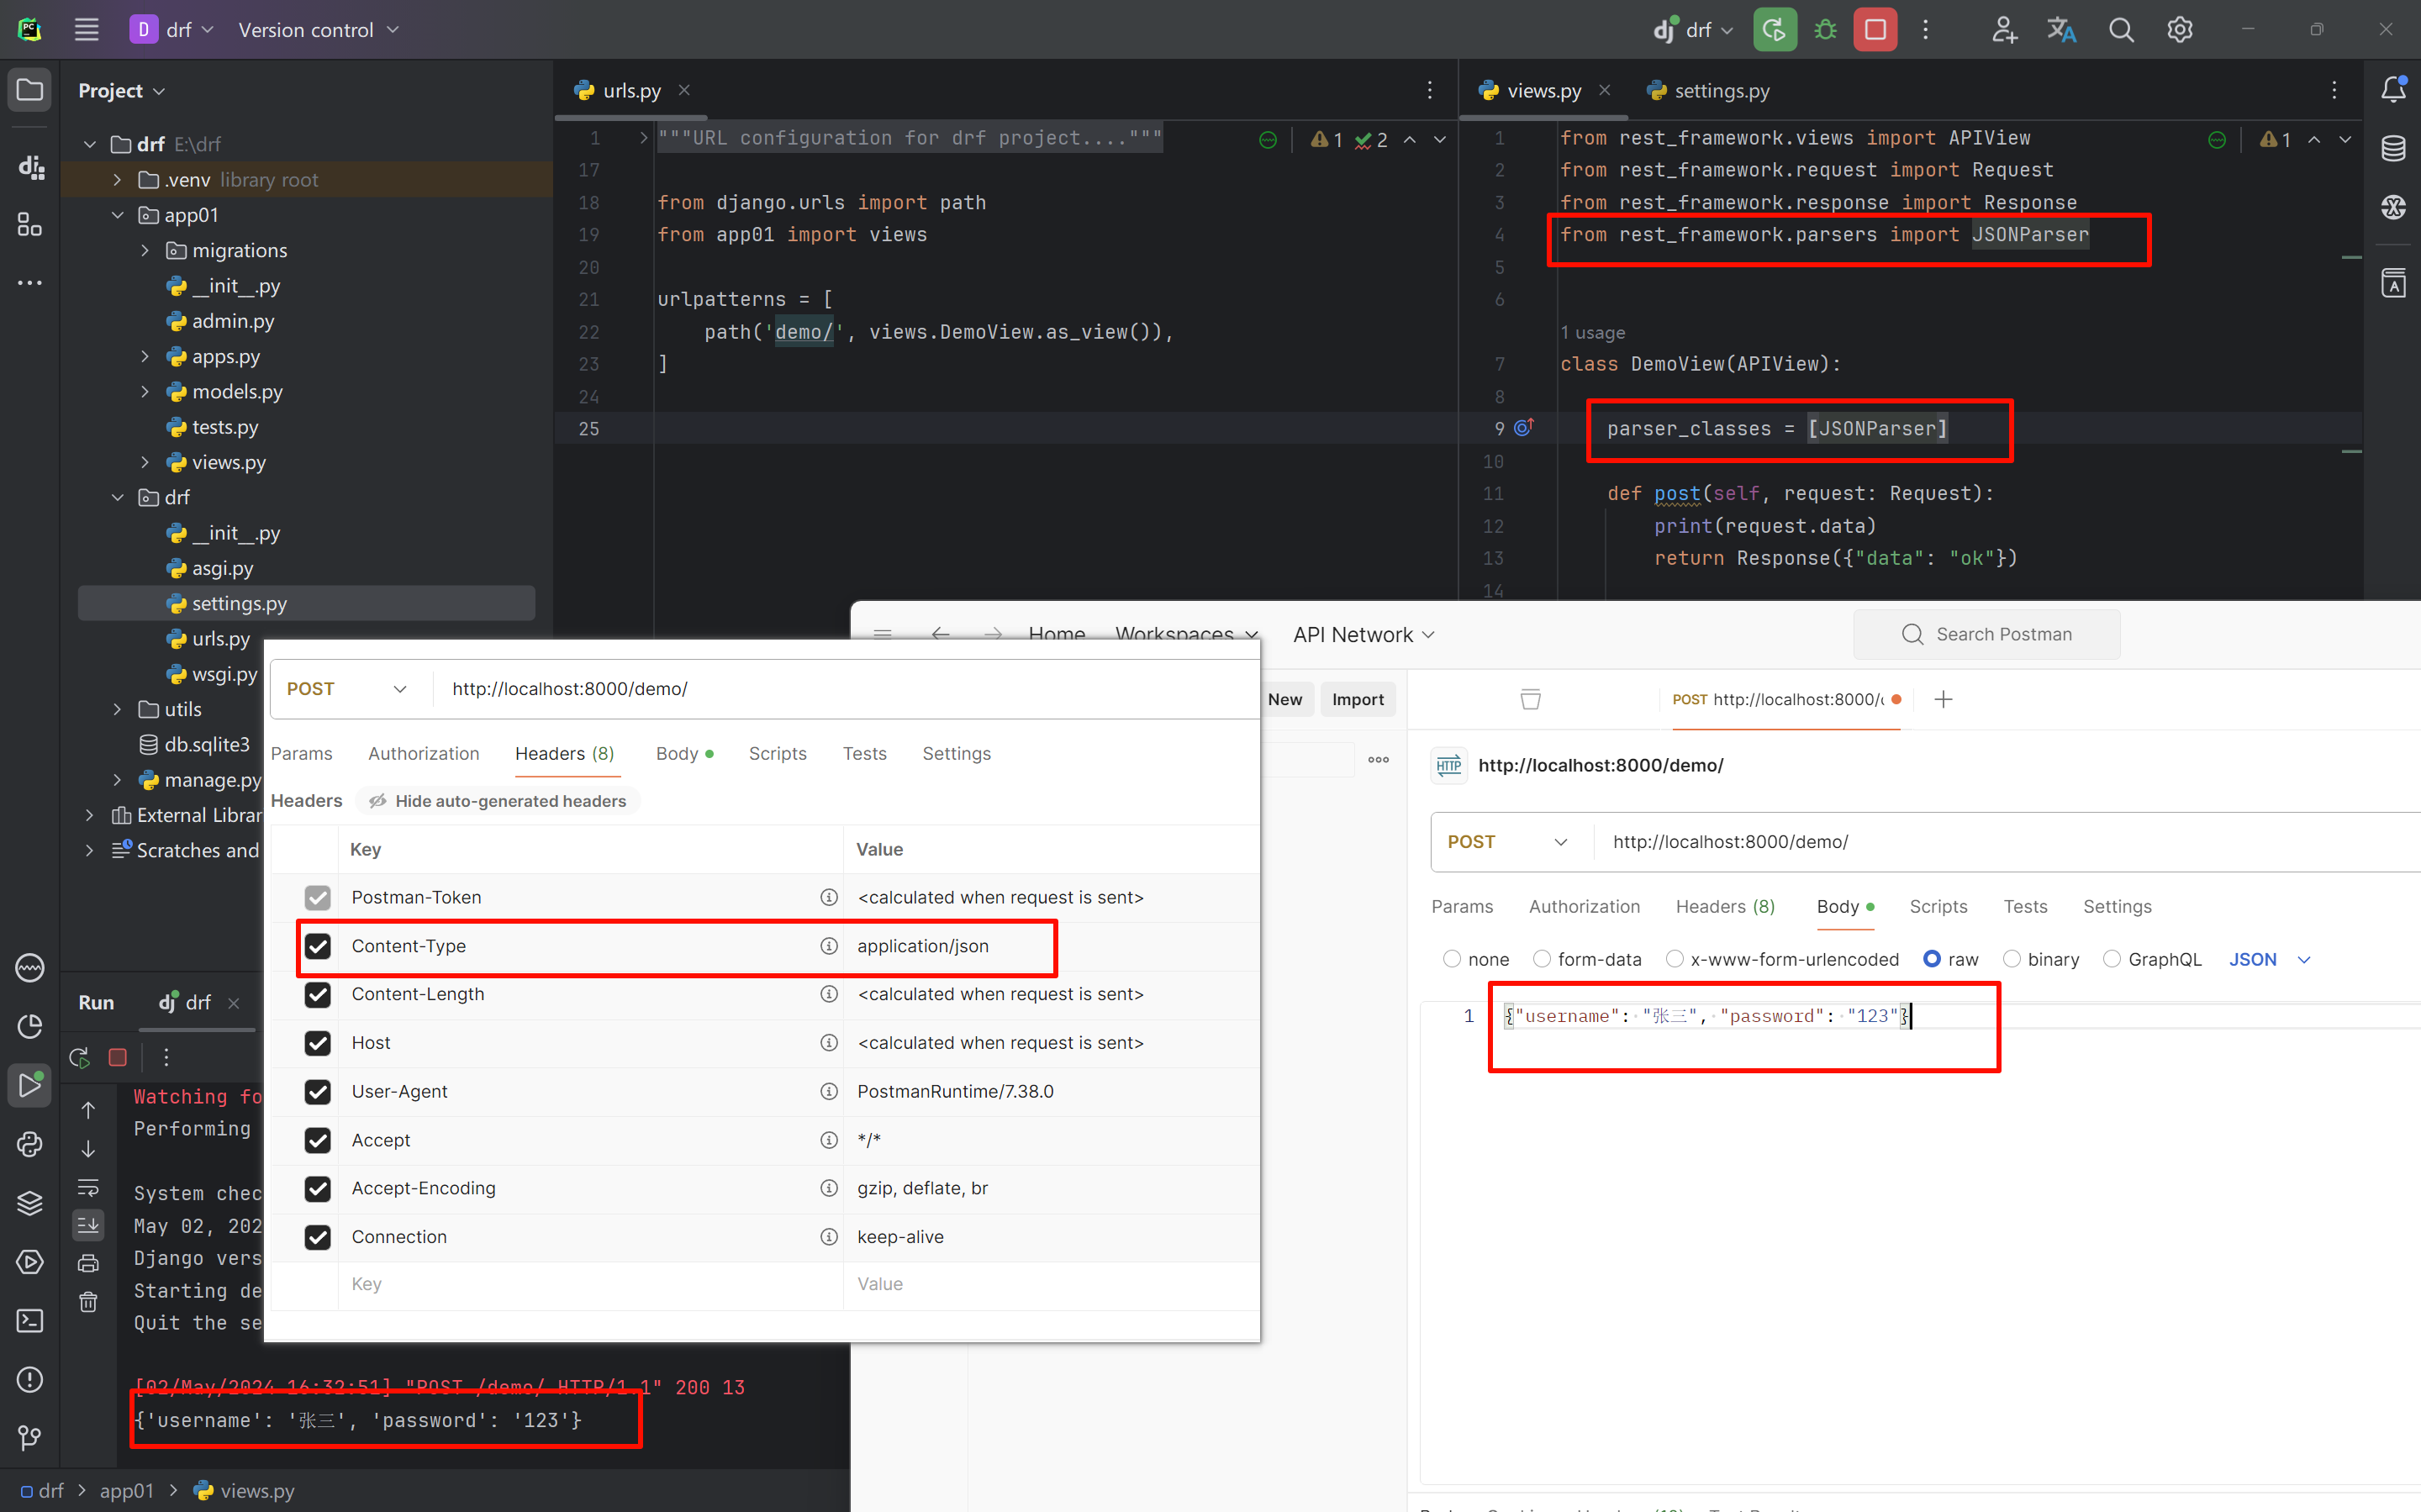 D drf Version control
dj drf
Project
drf E:\drf
.venv library root
app01
migrations
__init__.py
admin.py
apps.py
models.py
tests.py
views.py
drf
__init__.py
asgi.py
settings.py
urls.py
wsgi.py
utils
db.sqlite3
manage.py
External Librar
Scratches and
urls.py
1 """URL configuration for drf project...."""
1 2
17
18 from django.urls import path
19 from app01 import views
20
21 urlpatterns = [
22 path('demo/', views.DemoView.as_view()),
23 ]
24
25
views.py settings.py
1 from rest_framework.views import APIView
1
2 from rest_framework.request import Request
3 from rest_framework.response import Response
4 from rest_framework.parsers import JSONParser
5
6
1 usage
7 class DemoView(APIView):
8
9 parser_classes = [JSONParser]
10
11 def post(self, request: Request):
12 print(request.data)
13 return Response({"data": "ok"})
14
Home Workspaces API Network Search Postman
New Import
POST http://localhost:8000/
HTTP http://localhost:8000/demo/
POST http://localhost:8000/demo/
Params Authorization Headers (8) Body Scripts Tests Settings
none form-data x-www-form-urlencoded raw binary GraphQL JSON
1 {"username": "张三", "password": "123"}
POST http://localhost:8000/demo/
Params Authorization Headers (8) Body Scripts Tests Settings
Headers Hide auto-generated headers
Key Value
Postman-Token <calculated when request is sent>
Content-Type application/json
Content-Length <calculated when request is sent>
Host <calculated when request is sent>
User-Agent PostmanRuntime/7.38.0
Accept */*
Accept-Encoding gzip, deflate, br
Connection keep-alive
Key Value
Run dj drf
Watching fo
Performing
System chec
May 02, 202
Django vers
Starting de
Quit the se
[02/May/2024 16:32:51] "POST /demo/ HTTP/1.1" 200 13
{'username': '张三', 'password': '123'}
drf > app01 > views.py